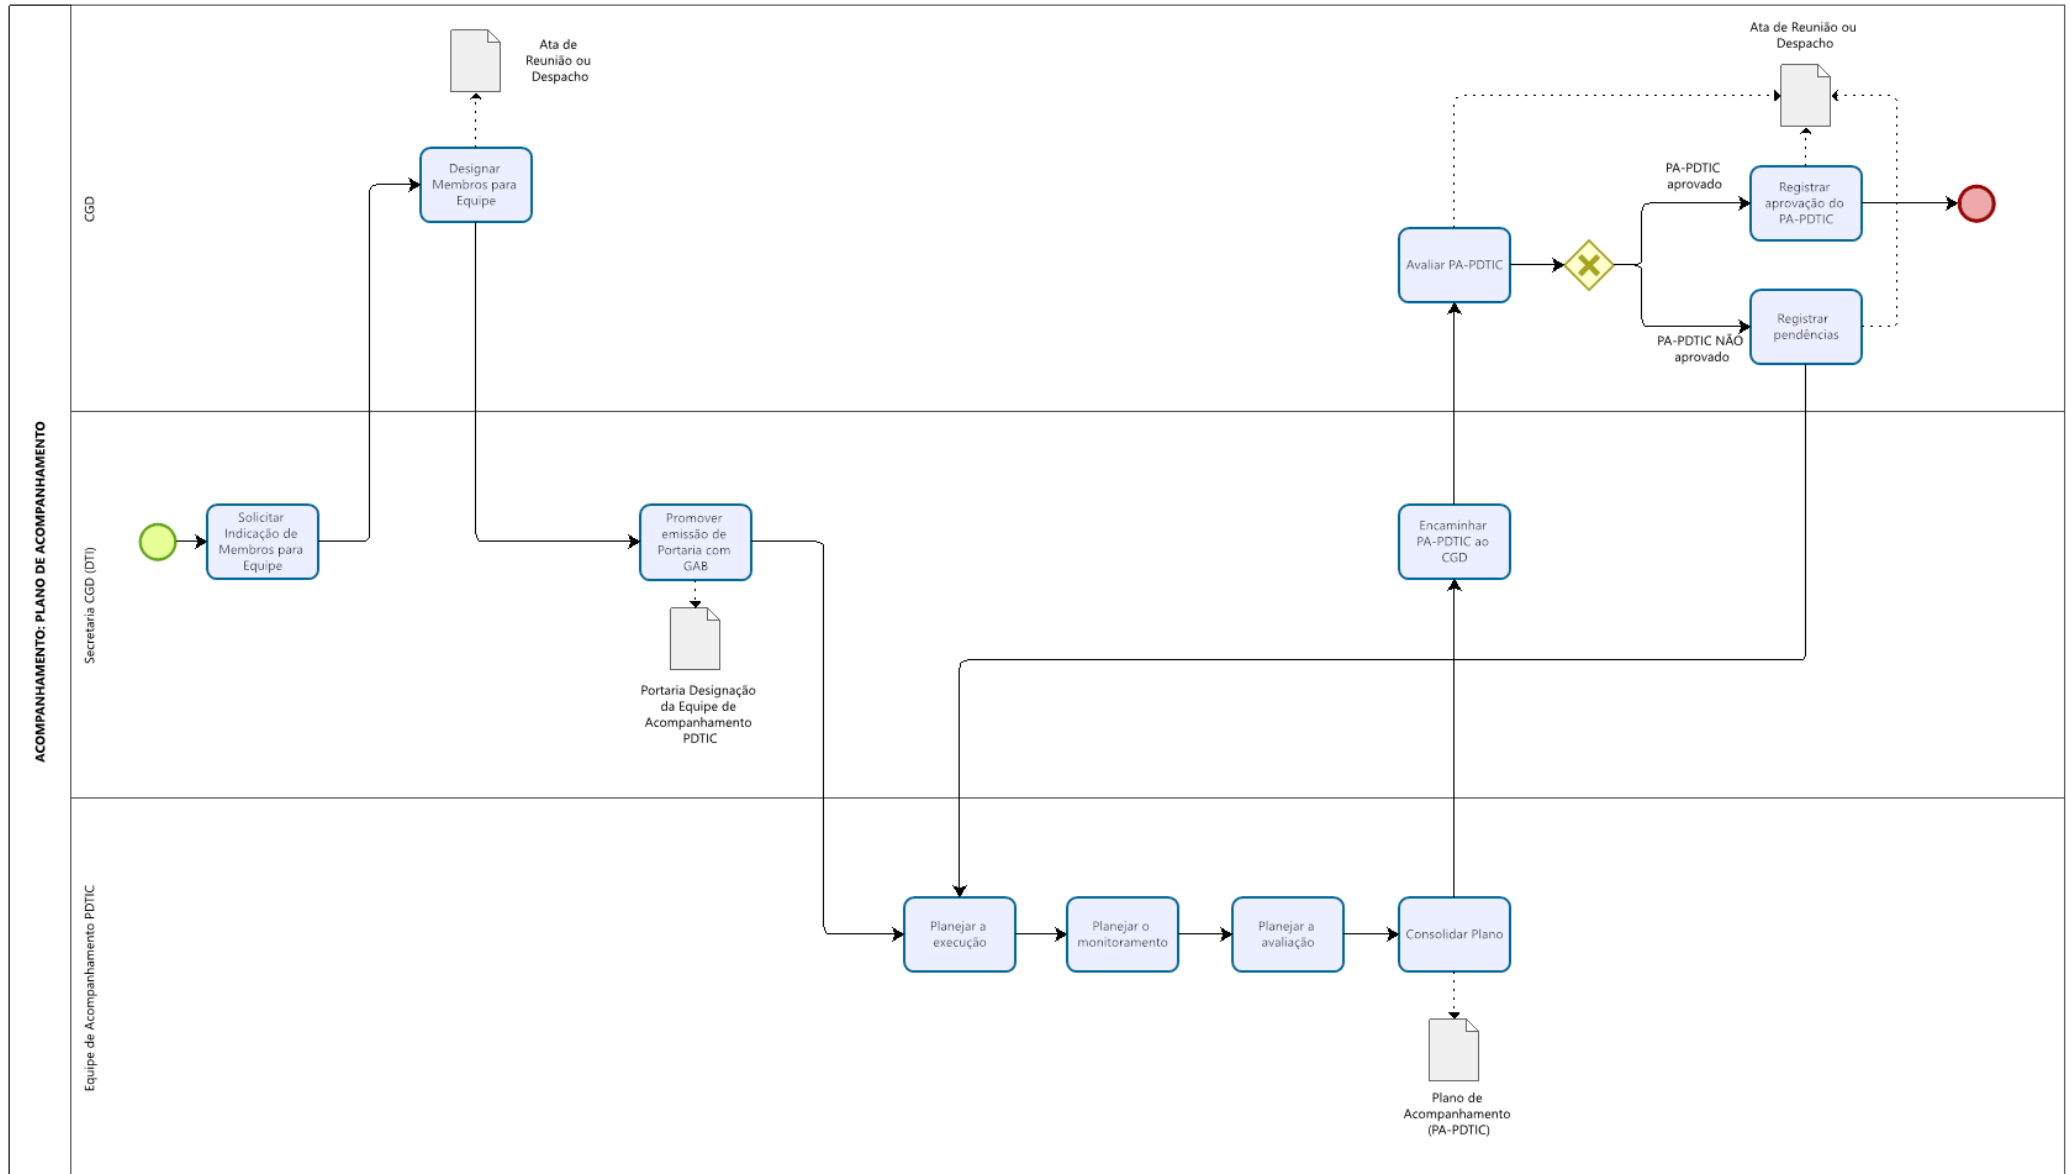 ACOMPANHAMENTO: PLANO DE ACOMPANHAMENTO
CGD
Ata de
Reunião ou
Despacho
Designar
Membros para
Equipe
Ata de Reunião ou
Despacho
PA-PDTIC
aprovado
Registrar
aprovação do
PA-PDTIC
Avaliar PA-PDTIC
PA-PDTIC NÃO
aprovado
Registrar
pendências
Secretaria CGD (DTI)
Solicitar
Indicação de
Membros para
Equipe
Promover
emissão de
Portaria com
GAB
Portaria Designação
da Equipe de
Acompanhamento
PDTIC
Encaminhar
PA-PDTIC ao
CGD
Equipe de Acompanhamento PDTIC
Planejar a
execução
Planejar o
monitoramento
Planejar a
avaliação
Consolidar Plano
Plano de
Acompanhamento
(PA-PDTIC)